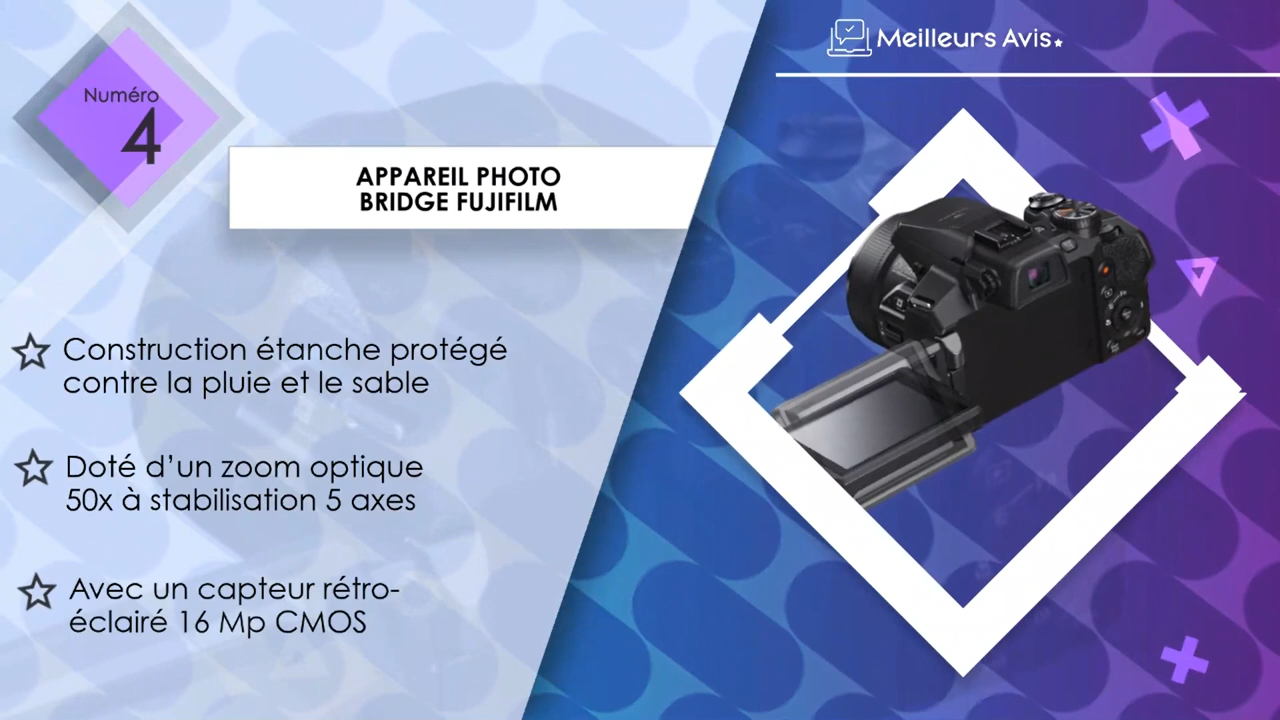 Meilleurs Avis
Numéro
4
APPAREIL PHOTO
BRIDGE FUJIFILM
Construction étanche protégé
contre la pluie et le sable
Doté d’un zoom optique
50x à stabilisation 5 axes
Avec un capteur rétro-
éclairé 16 Mp CMOS